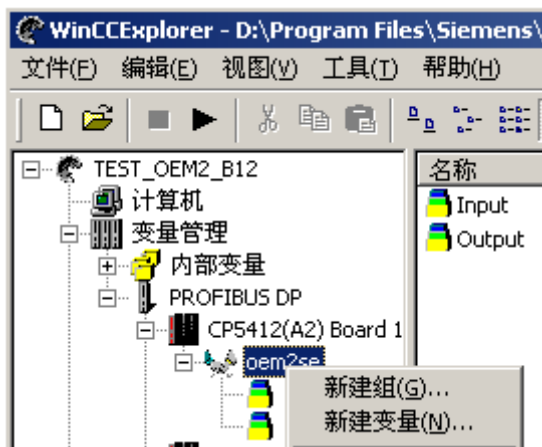 WinCCExplorer - D:\Program Files\Siemens\
文件(F) 编辑(E) 视图(V) 工具(T) 帮助(H)
TEST_OEM2_B12
名称
计算机
Input
变量管理
Output
内部变量
PROFIBUS DP
CP5412(A2) Board 1
oem2se
新建组(G)...
新建变量(N)...